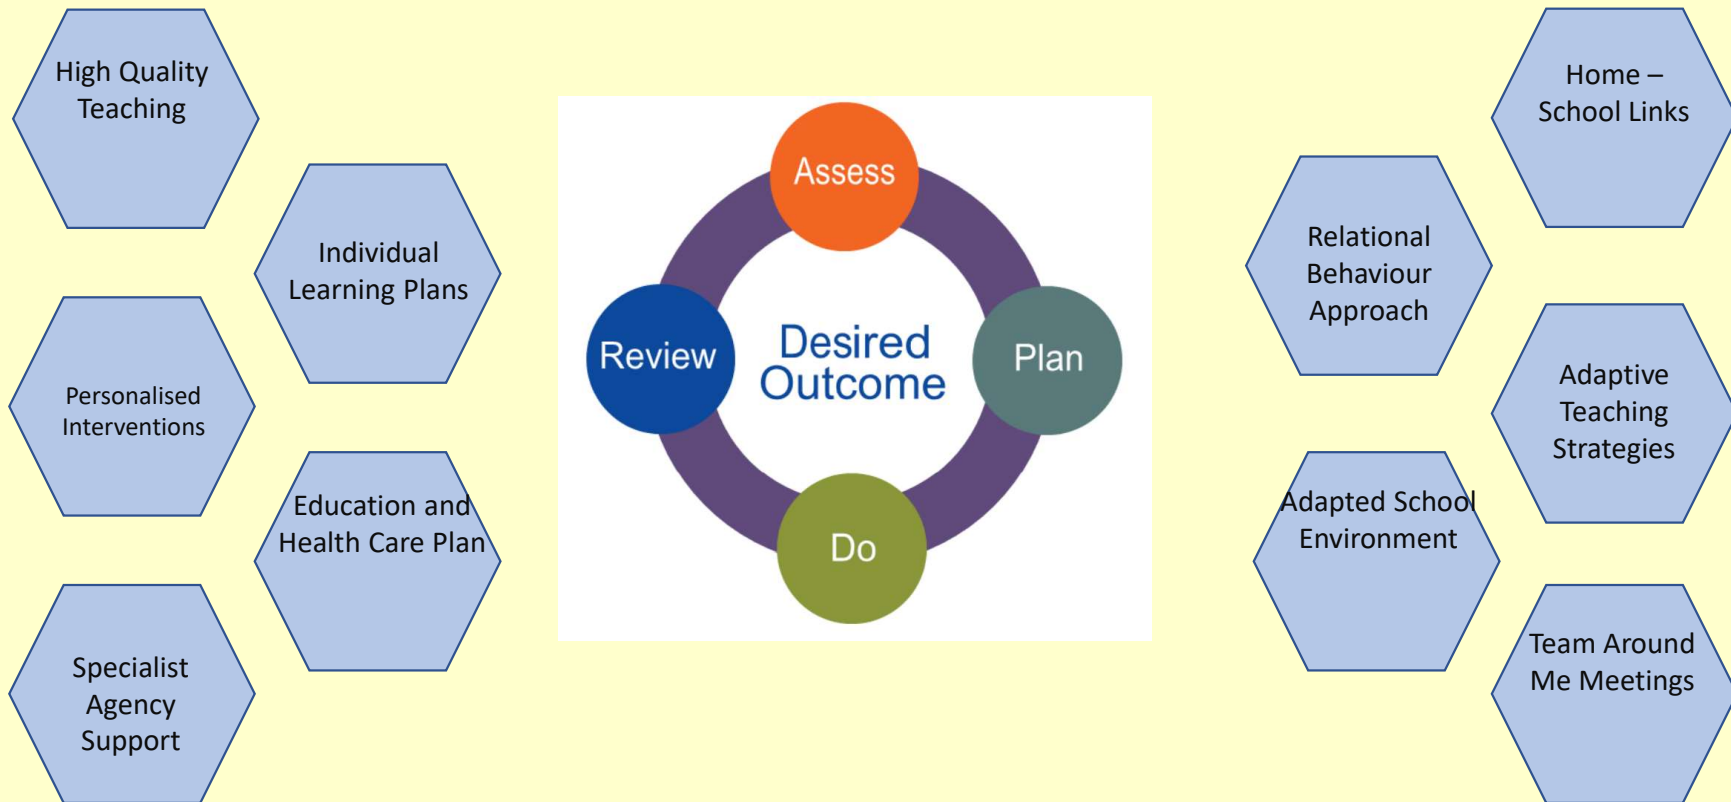 High Quality
Teaching
Individual
Learning Plans
Personalised
Interventions
Education and
Health Care Plan
Specialist
Agency
Support
Assess
Review
Desired
Outcome
Plan
Do
Home –
School Links
Relational
Behaviour
Approach
Adaptive
Teaching
Strategies
Adapted School
Environment
Team Around
Me Meetings